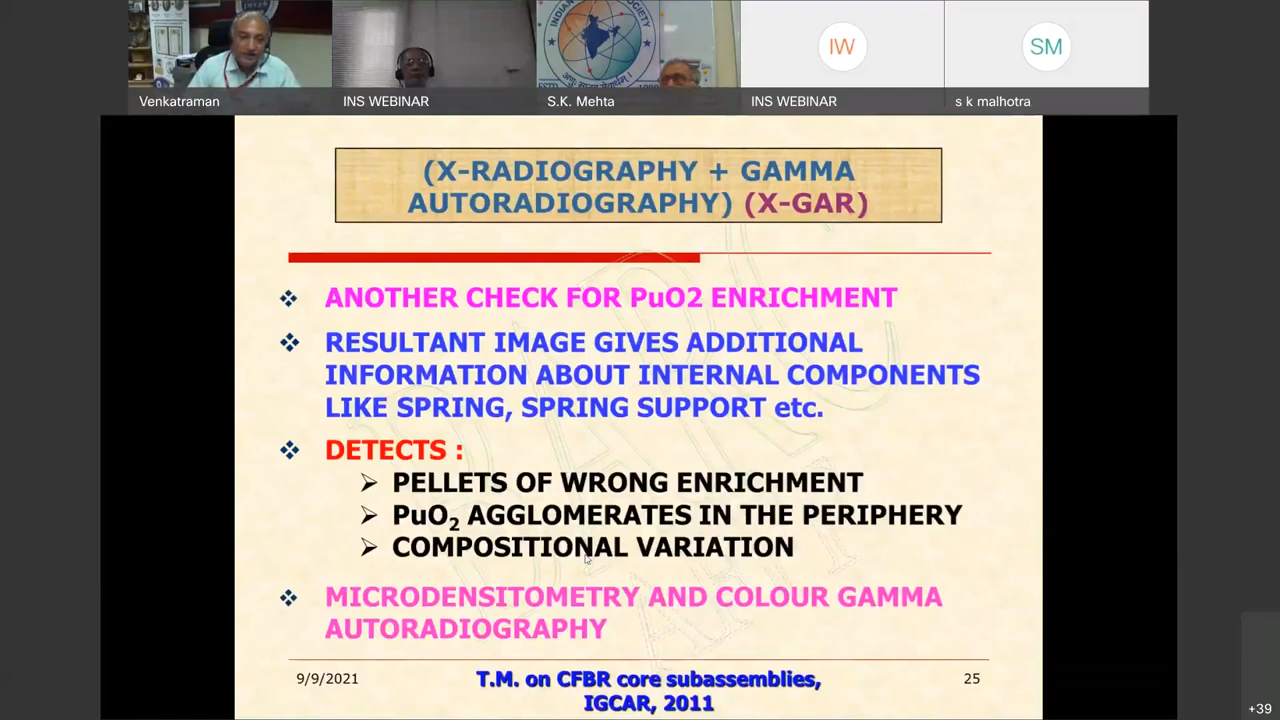 INDIAN
SOCIETY
IW
SM
Venkatraman
INS WEBINAR
S.K. Mehta
INS WEBINAR
s k malhotra
(X-RADIOGRAPHY + GAMMA
AUTORADIOGRAPHY) (X-GAR)
ANOTHER CHECK FOR PuO2 ENRICHMENT
RESULTANT IMAGE GIVES ADDITIONAL
INFORMATION ABOUT INTERNAL COMPONENTS
LIKE SPRING, SPRING SUPPORT etc.
DETECTS :
PELLETS OF WRONG ENRICHMENT
PuO₂ AGGLOMERATES IN THE PERIPHERY
COMPOSITIONAL VARIATION
MICRODENSITOMETRY AND COLOUR GAMMA
AUTORADIOGRAPHY
9/9/2021
T.M. on CFBR core subassemblies,
IGCAR, 2011
25
+39